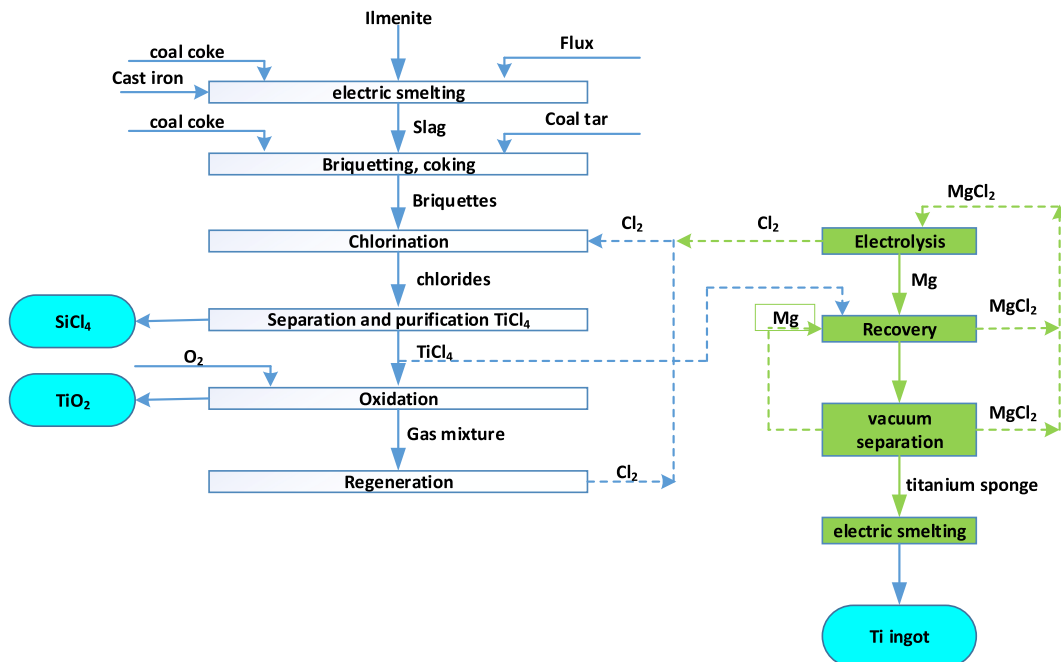 Ilmenite
coal coke
Flux
Cast iron
electric smelting
coal coke
Slag
Coal tar
Briquetting, coking
Briquettes
MgCl₂
Cl₂
Cl₂
Chlorination
Electrolysis
chlorides
Mg
SiCl₄
Separation and purification TiCl₄
Mg
Recovery
MgCl₂
TiCl₄
O₂
TiO₂
Oxidation
vacuum
separation
MgCl₂
Gas mixture
Regeneration
Cl₂
titanium sponge
electric smelting
Ti ingot